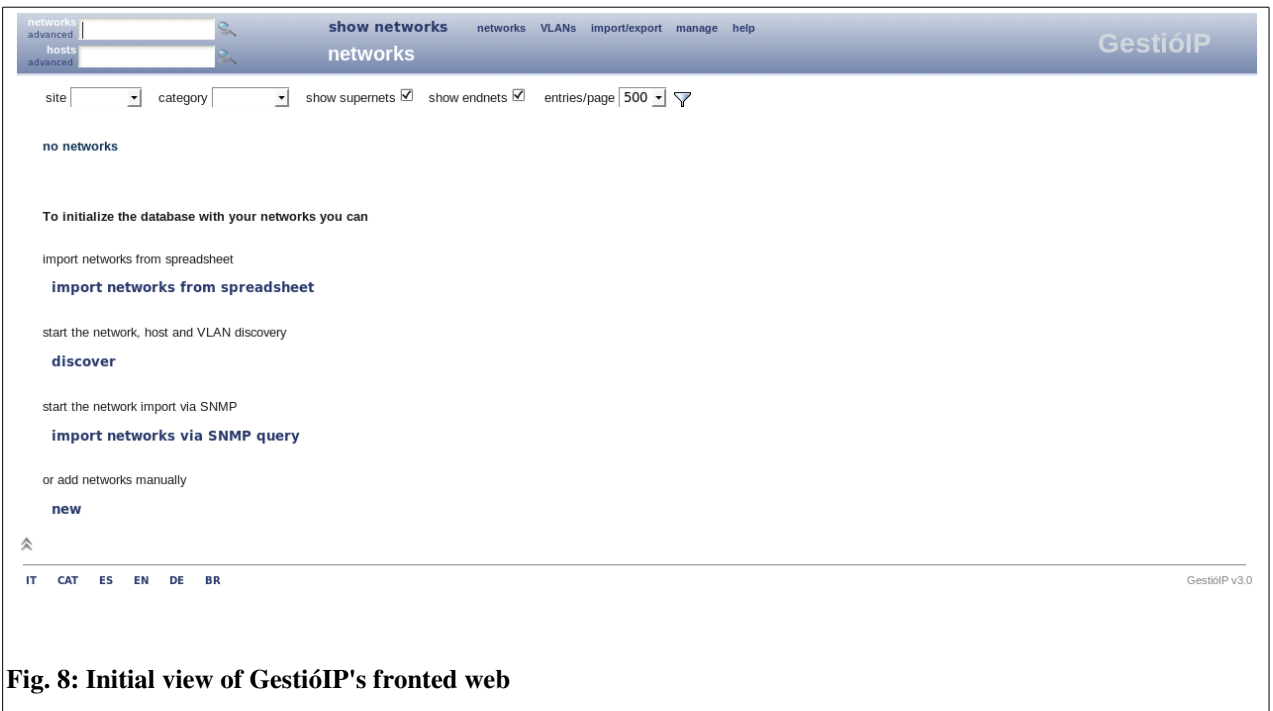 networks
advanced
hosts
advanced
show networks networks VLANs import/export manage help
networks
GestióIP
site category show supernets show endnets entries/page 500
no networks
To initialize the database with your networks you can
import networks from spreadsheet
import networks from spreadsheet
start the network, host and VLAN discovery
discover
start the network import via SNMP
import networks via SNMP query
or add networks manually
new
IT CAT ES EN DE BR
GestióIP v3.0
Fig. 8: Initial view of GestióIP's fronted web